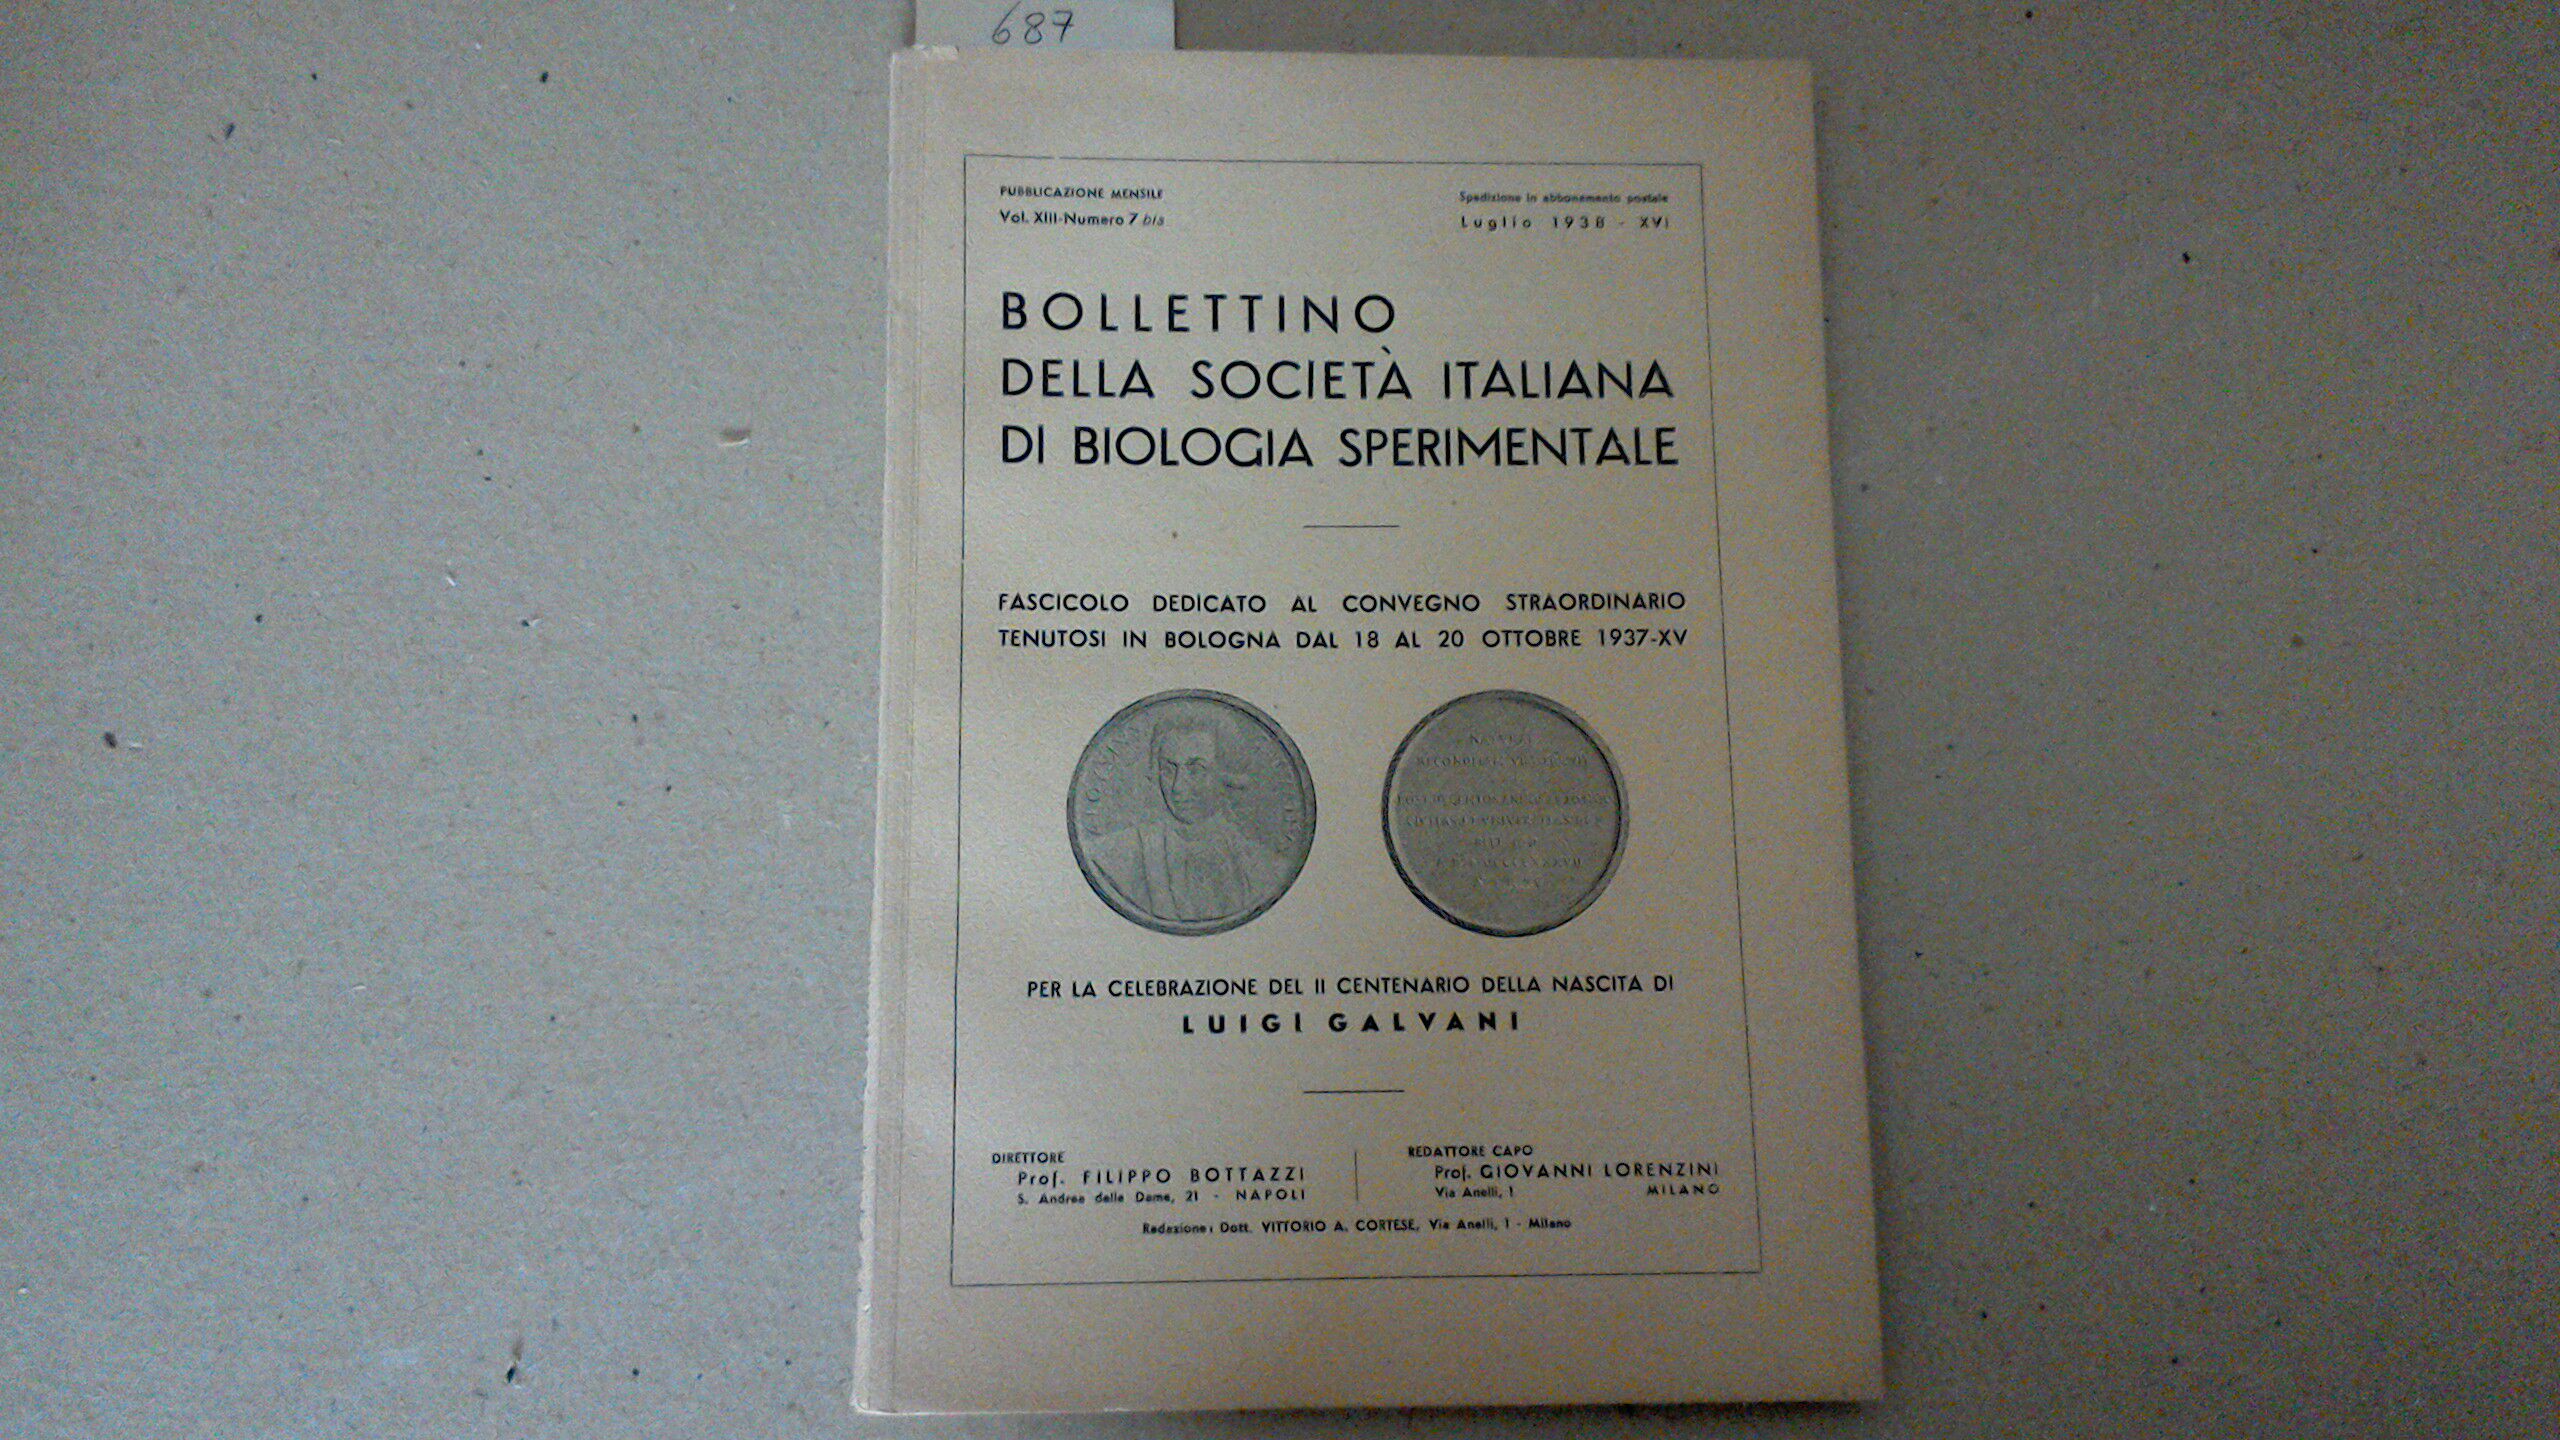 687
PUBBLICAZIONE MENSILE
Vol. XIII-Numero 7 bis
Spedizione in abbonamento postale
Luglio 1938 - XVI
BOLLETTINO
DELLA SOCIETÀ ITALIANA
DI BIOLOGIA SPERIMENTALE
FASCICOLO DEDICATO AL CONVEGNO STRAORDINARIO
TENUTOSI IN BOLOGNA DAL 18 AL 20 OTTOBRE 1937-XV
PER LA CELEBRAZIONE DEL II CENTENARIO DELLA NASCITA DI
LUIGI GALVANI
DIRETTORE
Prof. FILIPPO BOTTAZZI
S. Andrea delle Dame, 21 - NAPOLI
REDATTORE CAPO
Prof. GIOVANNI LORENZINI
Via Anelli, 1 MILANO
Redazione: Dott. VITTORIO A. CORTESE, Via Anelli, 1 - Milano